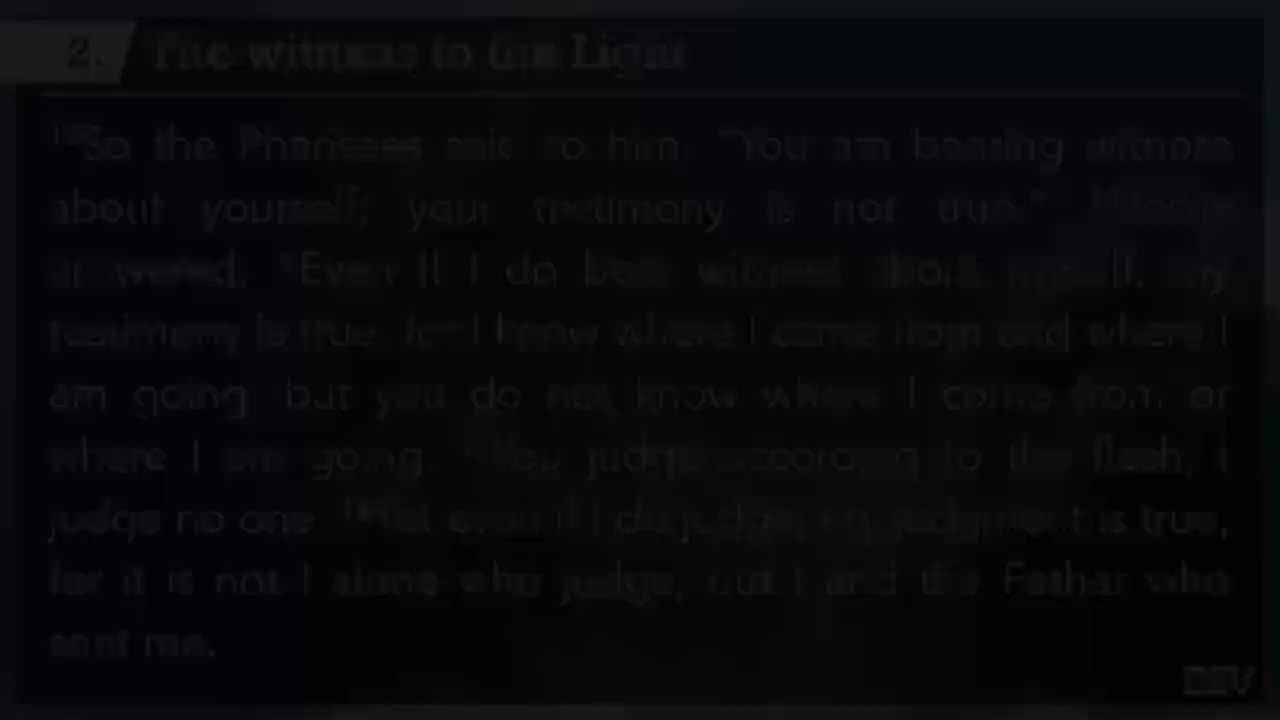 2. The witness to the Light
So the Pharisees said to him, "You am bearing witness
about yourself; your testimony is not true."
answered, "Even if I do bear witness about myself, my
testimony is true, for I know where I came from and where I
am going, but you do not know where I come from or
where I am going. You judge according to the flesh, I
judge no one. Yet even if I do judge, my judgment is true,
for it is not I alone who judge, but I and the Father who
sent me.